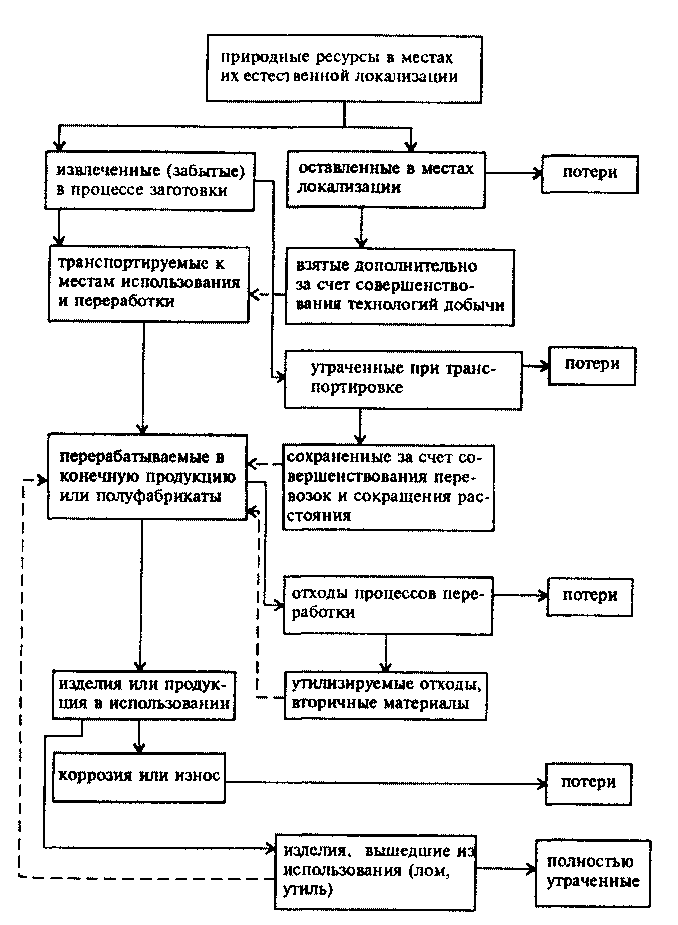 природные ресурсы в местах
их естественной локализации
извлеченные (забытые)
в процессе заготовки
оставленные в местах
локализации
потери
транспортируемые к
местам использования
и переработки
взятые дополнительно
за счет совершенство-
вания технологий добычи
утраченные при транс-
портировке
потери
перерабатываемые в
конечную продукцию
или полуфабрикаты
сохраненные за счет со-
вершенствования пере-
возок и сокращения рас-
стояния
отходы процессов пере-
работки
потери
изделия или продук-
ция в использовании
утилизируемые отходы,
вторичные материалы
коррозия или износ
потери
изделия, вышедшие из
использования (лом,
утиль)
полностью
утраченные